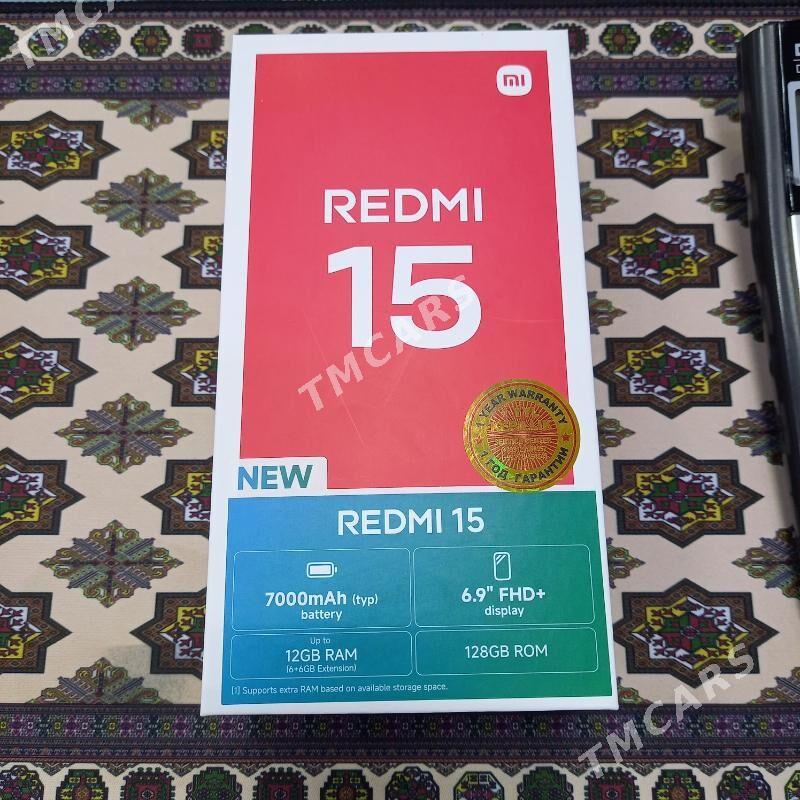 TMCARS
mi
REDMI
15
TMCARS
1 YEAR WARRANTY
1 ГОД ГАРАНТИИ
NEW
REDMI 15
7000mAh (typ)
battery
6.9" FHD+
display
Up to
12GB RAM
(6+6GB Extension)
128GB ROM
[1] Supports extra RAM based on available storage space.
TMCARS